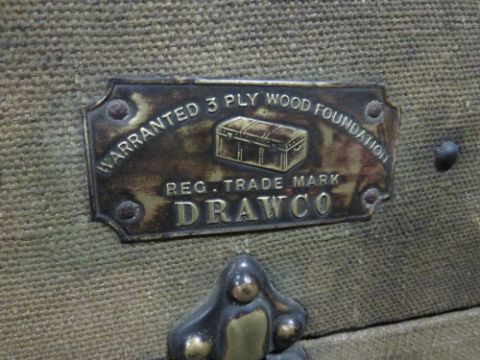 WARRANTED 3 PLY WOOD FOUNDATION
REG. TRADE MARK
DRAWCO